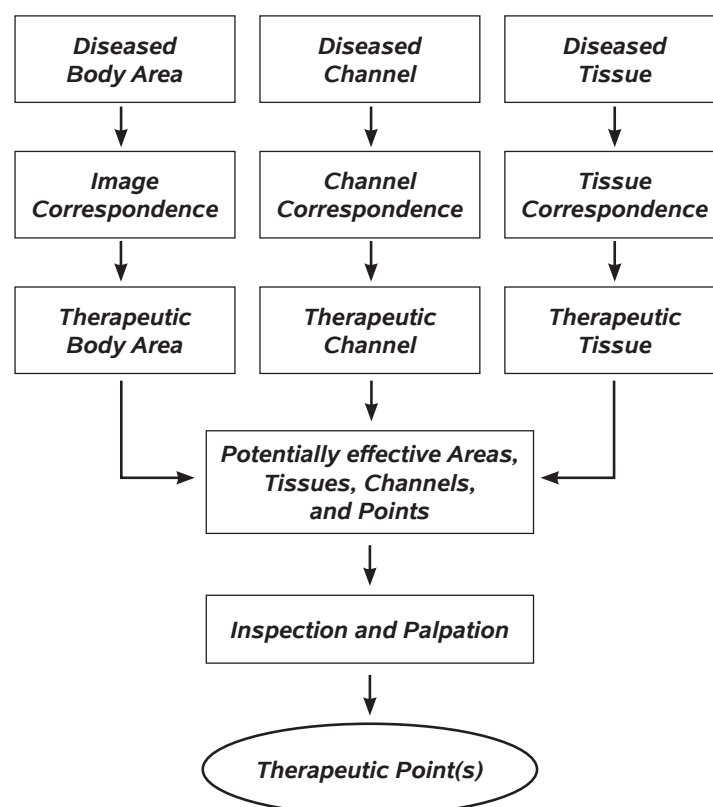 Diseased
Body Area
Diseased
Channel
Diseased
Tissue
Image
Correspondence
Channel
Correspondence
Tissue
Correspondence
Therapeutic
Body Area
Therapeutic
Channel
Therapeutic
Tissue
Potentially effective Areas,
Tissues, Channels,
and Points
Inspection and Palpation
Therapeutic Point(s)